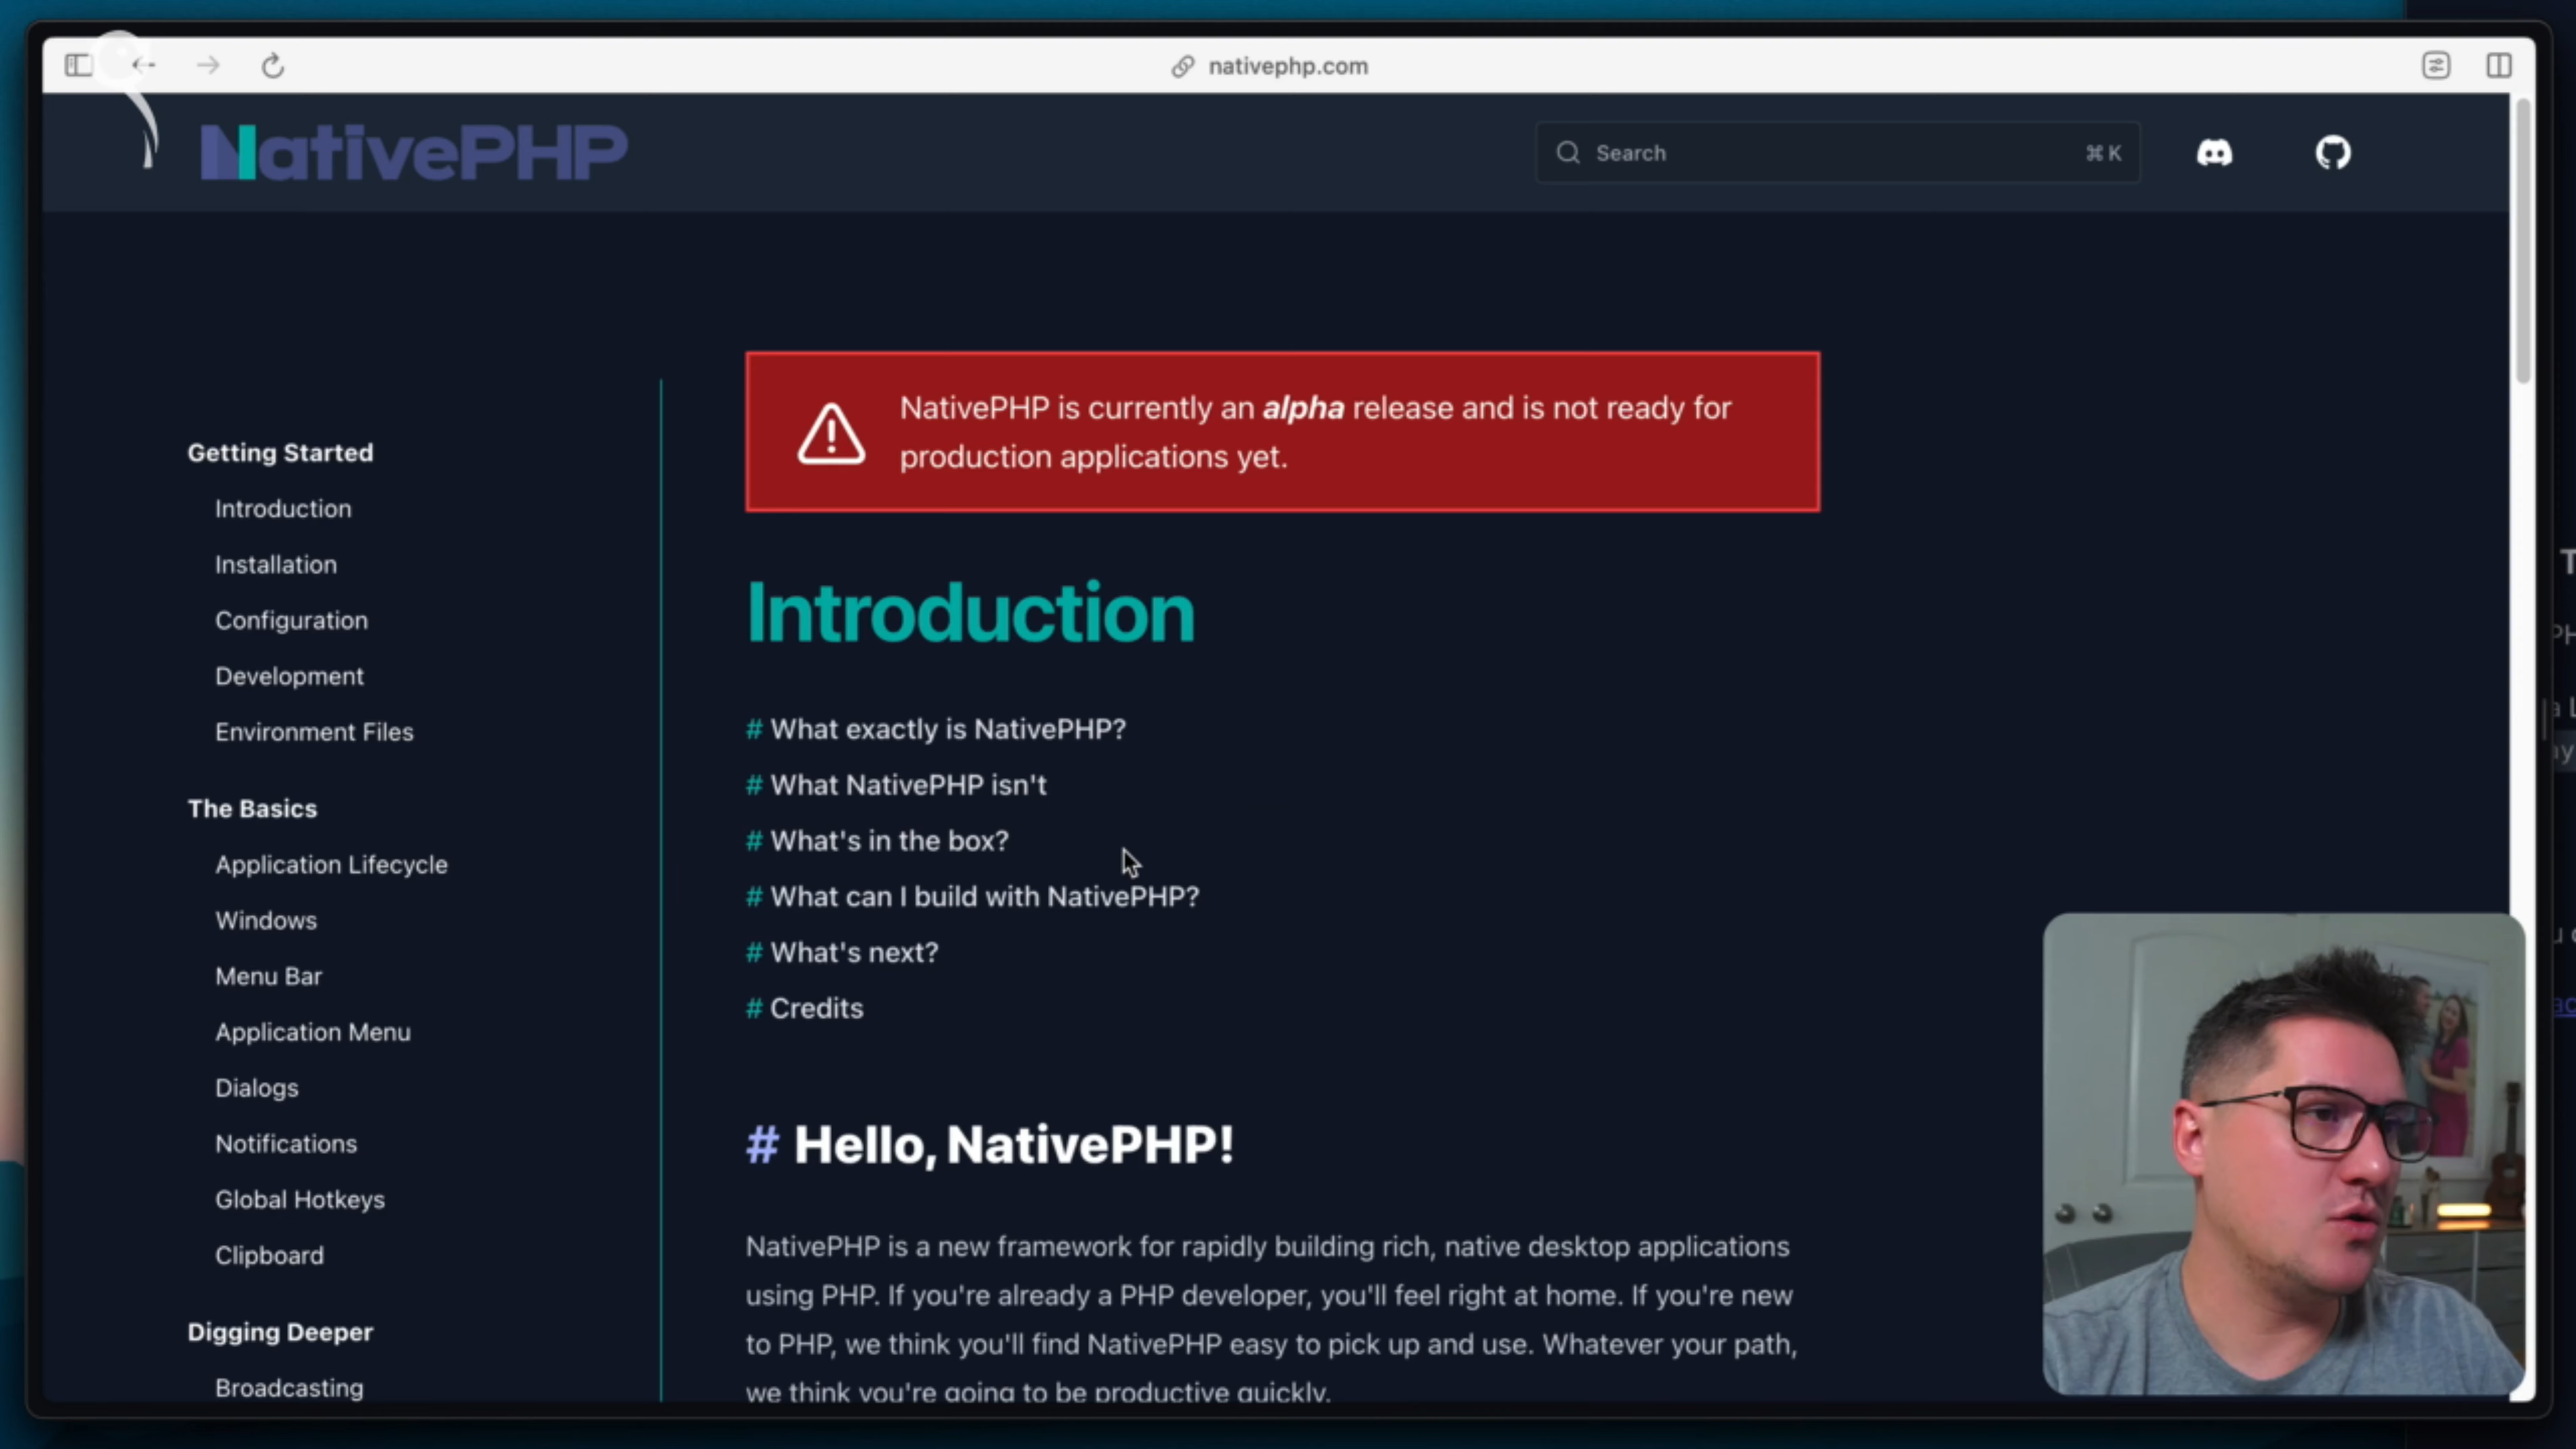 nativephp.com
NativePHP
Search
⌘ K
NativePHP is currently an alpha release and is not ready for
production applications yet.
Getting Started
Introduction
Installation
Configuration
Development
Environment Files
The Basics
Application Lifecycle
Windows
Menu Bar
Application Menu
Dialogs
Notifications
Global Hotkeys
Clipboard
Digging Deeper
Broadcasting
Introduction
# What exactly is NativePHP?
# What NativePHP isn't
# What's in the box?
# What can I build with NativePHP?
# What's next?
# Credits
# Hello, NativePHP!
NativePHP is a new framework for rapidly building rich, native desktop applications
using PHP. If you're already a PHP developer, you'll feel right at home. If you're new
to PHP, we think you'll find NativePHP easy to pick up and use. Whatever your path,
we think you're going to be productive quickly.